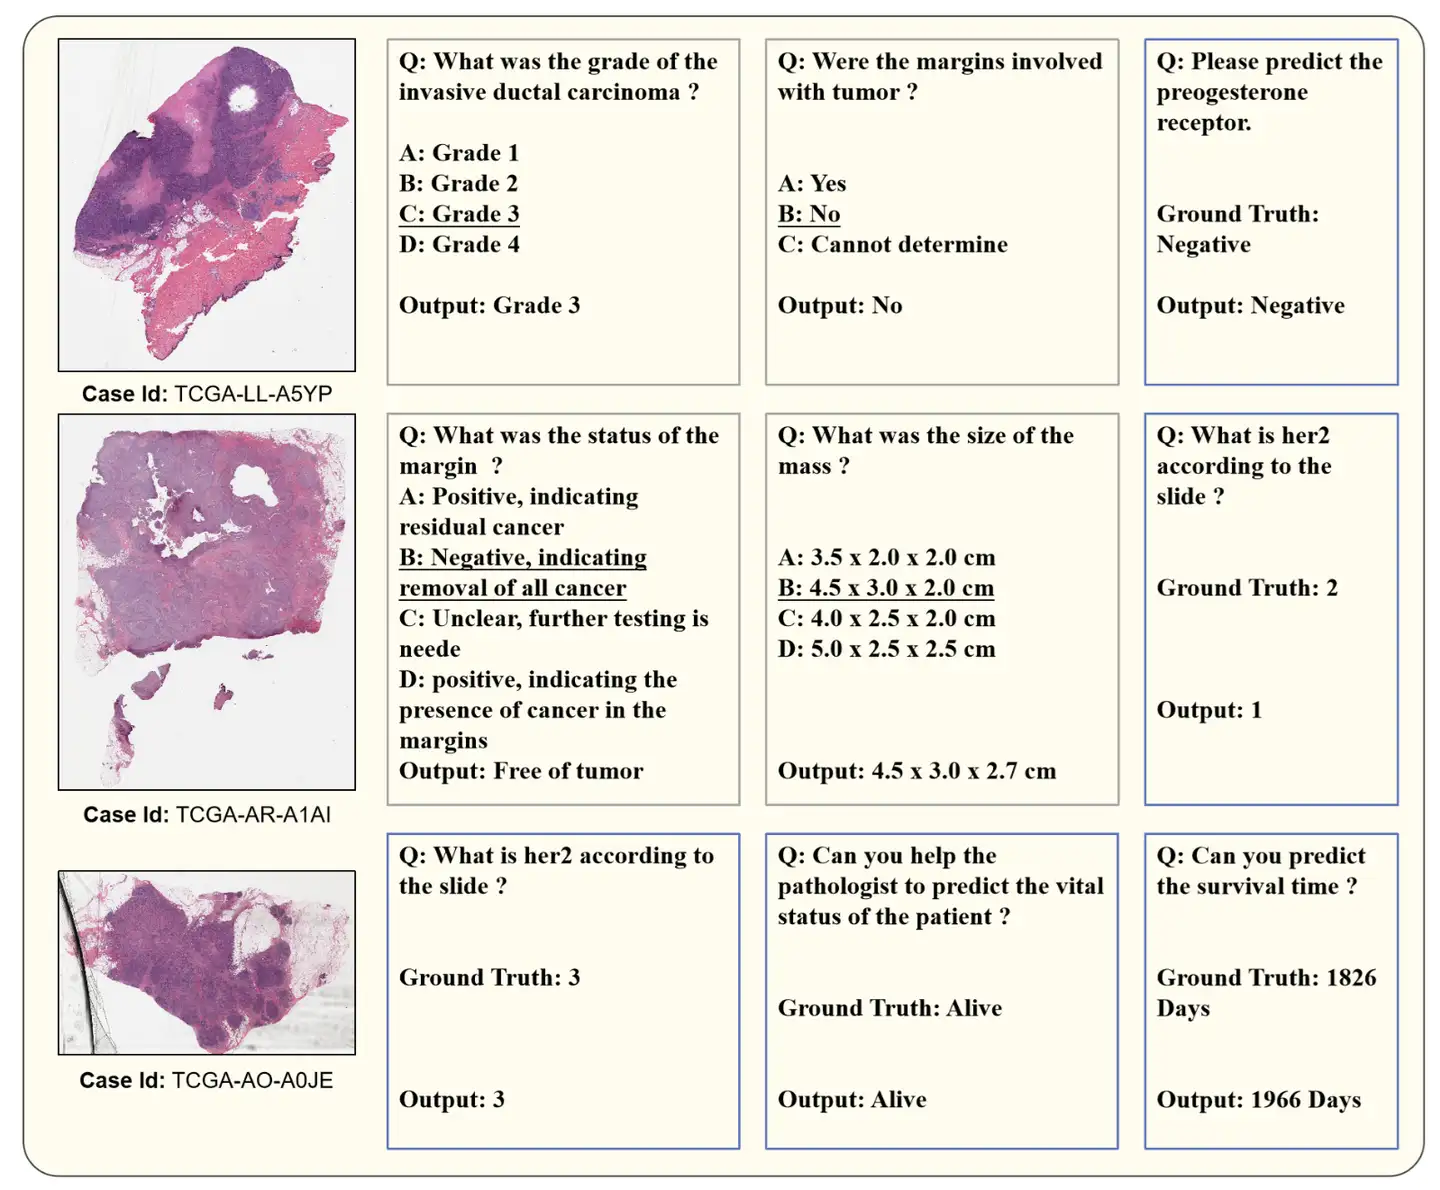 Q: What was the grade of the
invasive ductal carcinoma ?
A: Grade 1
B: Grade 2
C: Grade 3
D: Grade 4
Output: Grade 3
Q: Were the margins involved
with tumor ?
A: Yes
B: No
C: Cannot determine
Output: No
Q: Please predict the
preogesterone
receptor.
Ground Truth:
Negative
Output: Negative
Case Id: TCGA-LL-A5YP
Q: What was the status of the
margin ?
A: Positive, indicating
residual cancer
B: Negative, indicating
removal of all cancer
C: Unclear, further testing is
neede
D: positive, indicating the
presence of cancer in the
margins
Output: Free of tumor
Q: What was the size of the
mass ?
A: 3.5 x 2.0 x 2.0 cm
B: 4.5 x 3.0 x 2.0 cm
C: 4.0 x 2.5 x 2.0 cm
D: 5.0 x 2.5 x 2.5 cm
Output: 4.5 x 3.0 x 2.7 cm
Q: What is her2
according to the
slide ?
Ground Truth: 2
Output: 1
Case Id: TCGA-AR-A1AI
Q: What is her2 according to
the slide ?
Ground Truth: 3
Output: 3
Q: Can you help the
pathologist to predict the vital
status of the patient ?
Ground Truth: Alive
Output: Alive
Q: Can you predict
the survival time ?
Ground Truth: 1826
Days
Output: 1966 Days
Case Id: TCGA-AO-A0JE